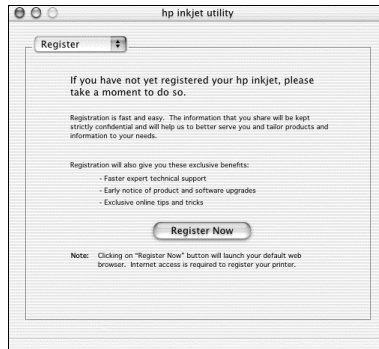 hp inkjet utility
Register
If you have not yet registered your hp inkjet, please
take a moment to do so.
Registration is fast and easy. The information that you share will be kept
strictly confidential and will help us to better serve you and tailor products and
information to your needs.
Registration will also give you these exclusive benefits:
- Faster expert technical support
- Early notice of product and software upgrades
- Exclusive online tips and tricks
Register Now
Note: Clicking on "Register Now" button will launch your default web
browser. Internet access is required to register your printer.